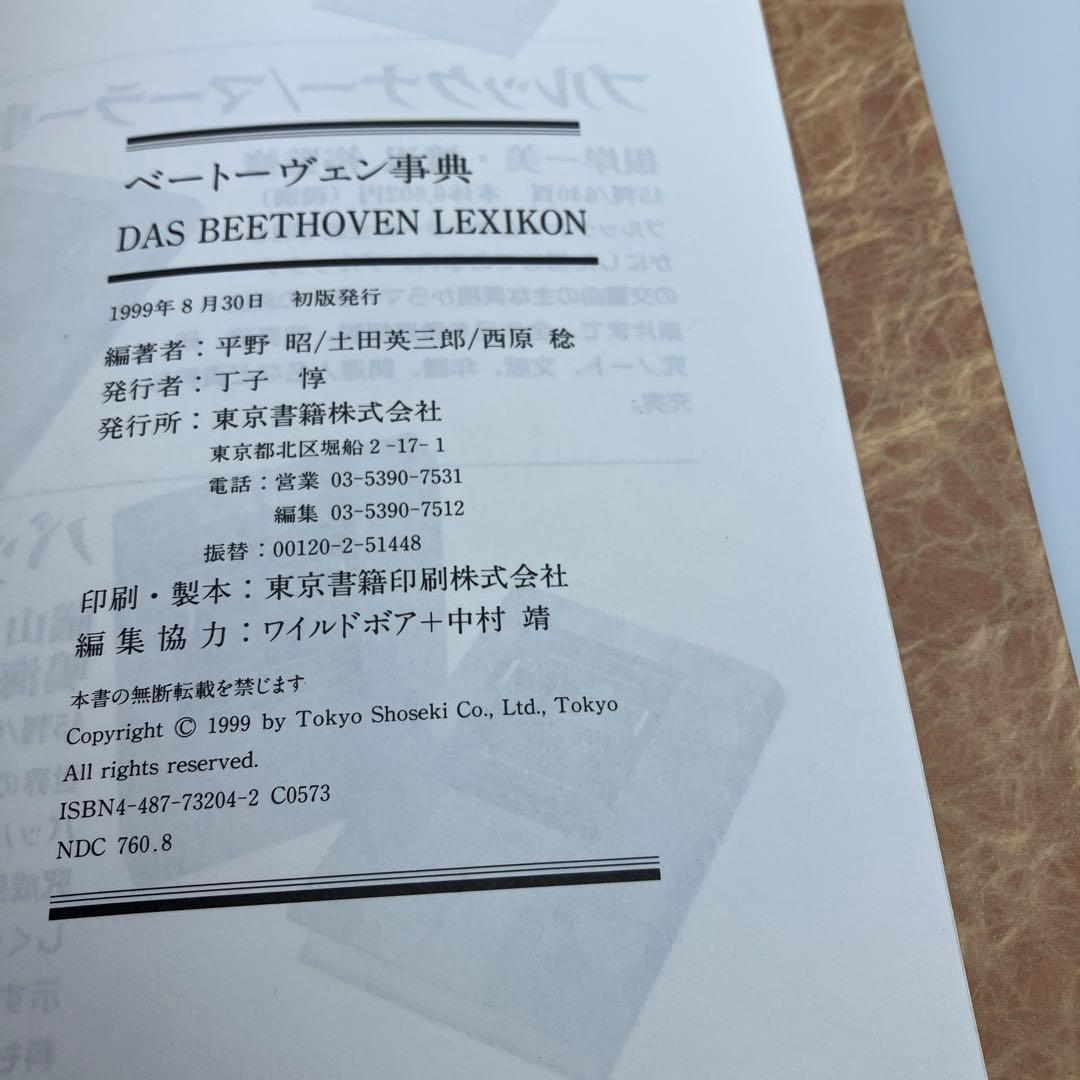 ベートーヴェン事典
DAS BEETHOVEN LEXIKON
1999年8月30日 初版発行
編著者：平野 昭/土田英三郎/西原 稔
発行者：丁子 惇
発行所：東京書籍株式会社
東京都北区堀船2-17-1
電話：営業 03-5390-7531
編集 03-5390-7512
振替：00120-2-51448
印刷・製本：東京書籍印刷株式会社
編集協力：ワイルドボア＋中村 靖
本書の無断転載を禁じます
Copyright © 1999 by Tokyo Shoseki Co., Ltd., Tokyo
All rights reserved.
ISBN4-487-73204-2 C0573
NDC 760.8